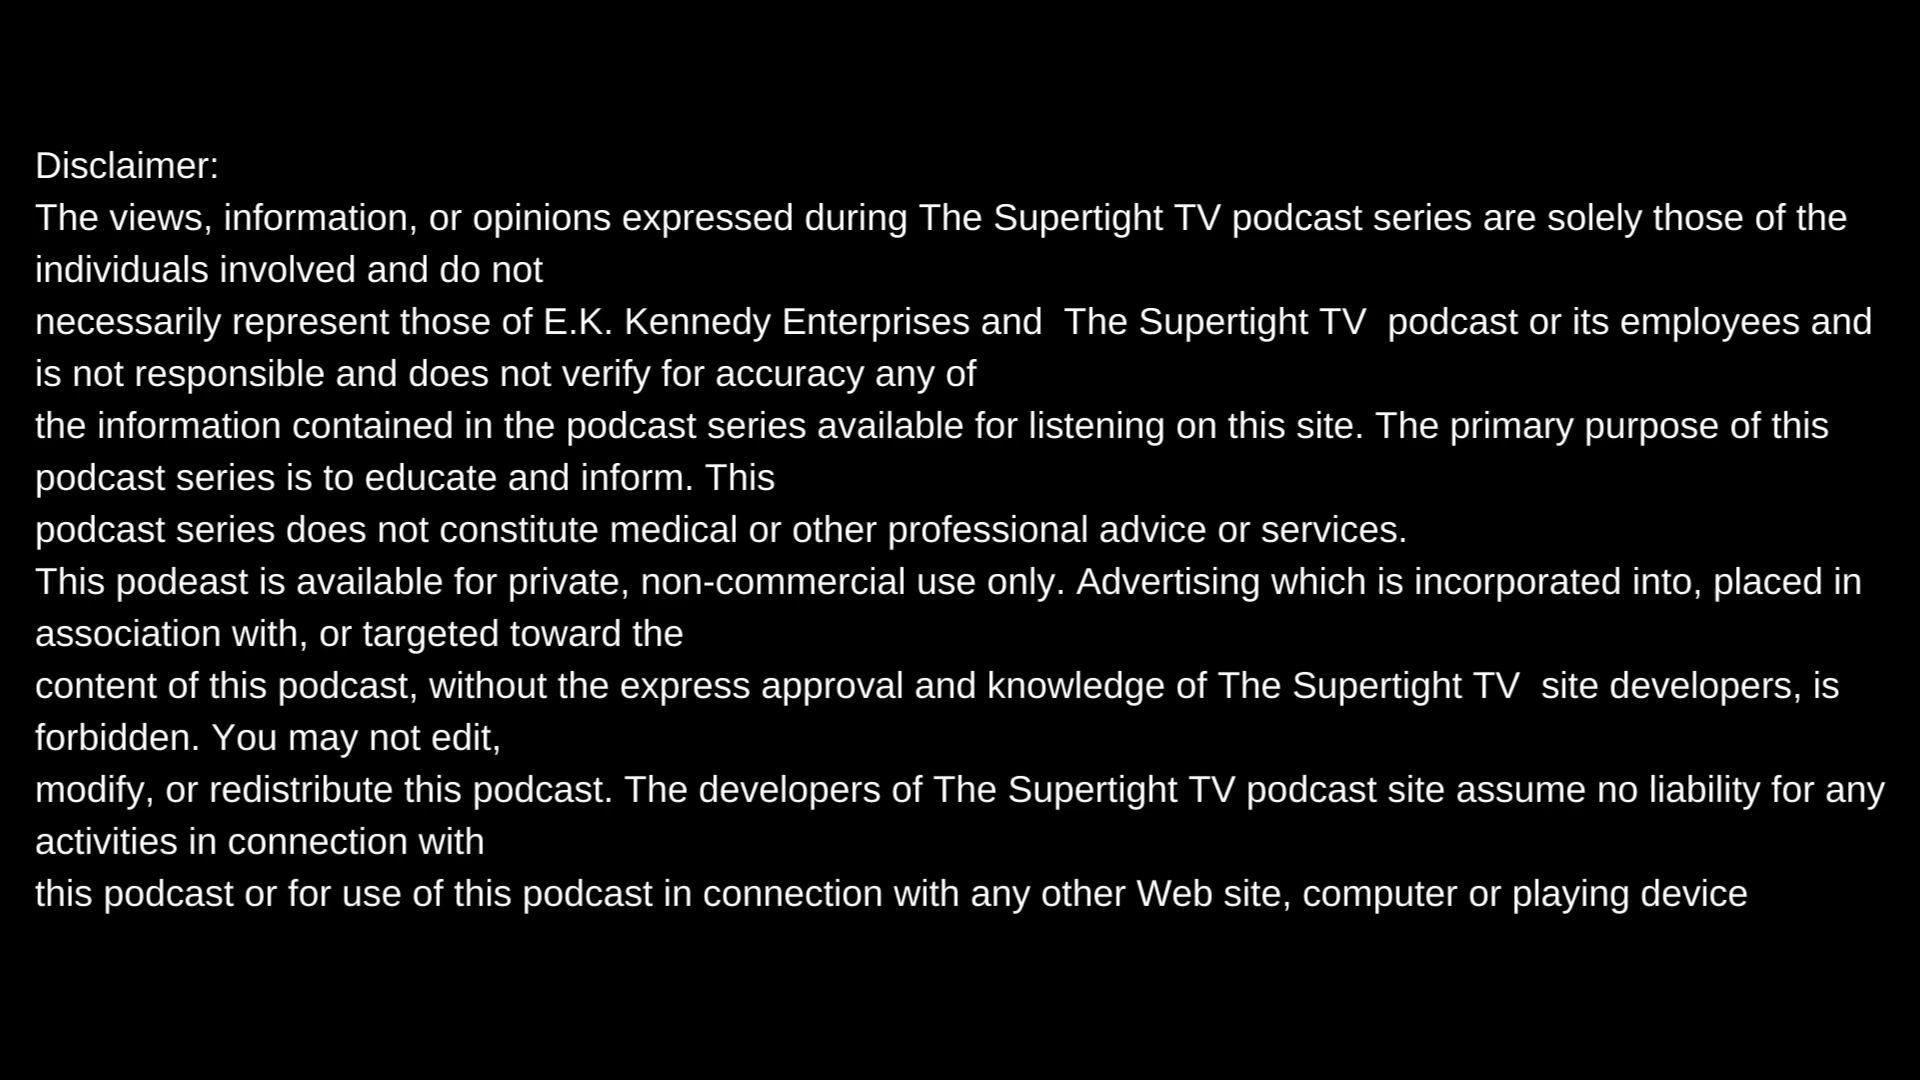 Disclaimer:
The views, information, or opinions expressed during The Supertight TV podcast series are solely those of the
individuals involved and do not
necessarily represent those of E.K. Kennedy Enterprises and  The Supertight TV  podcast or its employees and
is not responsible and does not verify for accuracy any of
the information contained in the podcast series available for listening on this site. The primary purpose of this
podcast series is to educate and inform. This
podcast series does not constitute medical or other professional advice or services.
This podeast is available for private, non-commercial use only. Advertising which is incorporated into, placed in
association with, or targeted toward the
content of this podcast, without the express approval and knowledge of The Supertight TV  site developers, is
forbidden. You may not edit,
modify, or redistribute this podcast. The developers of The Supertight TV podcast site assume no liability for any
activities in connection with
this podcast or for use of this podcast in connection with any other Web site, computer or playing device